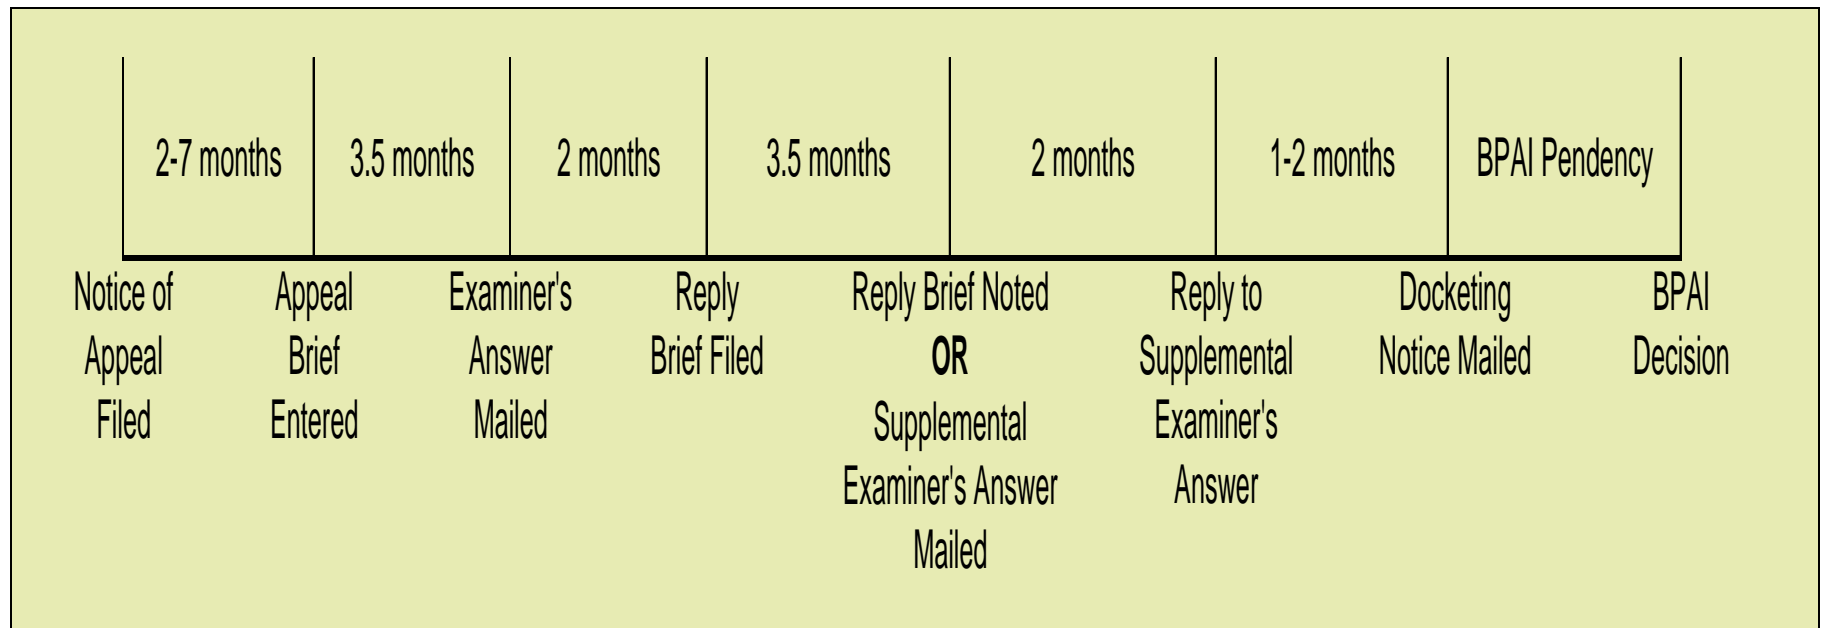 2-7 months
3.5 months
2 months
3.5 months
2 months
1-2 months
BPAI Pendency
Notice of
Appeal
Filed
Appeal
Brief
Entered
Examiner's
Answer
Mailed
Reply
Brief Filed
Reply Brief Noted
OR
Supplemental
Examiner's Answer
Mailed
Reply to
Supplemental
Examiner's
Answer
Docketing
Notice Mailed
BPAI
Decision